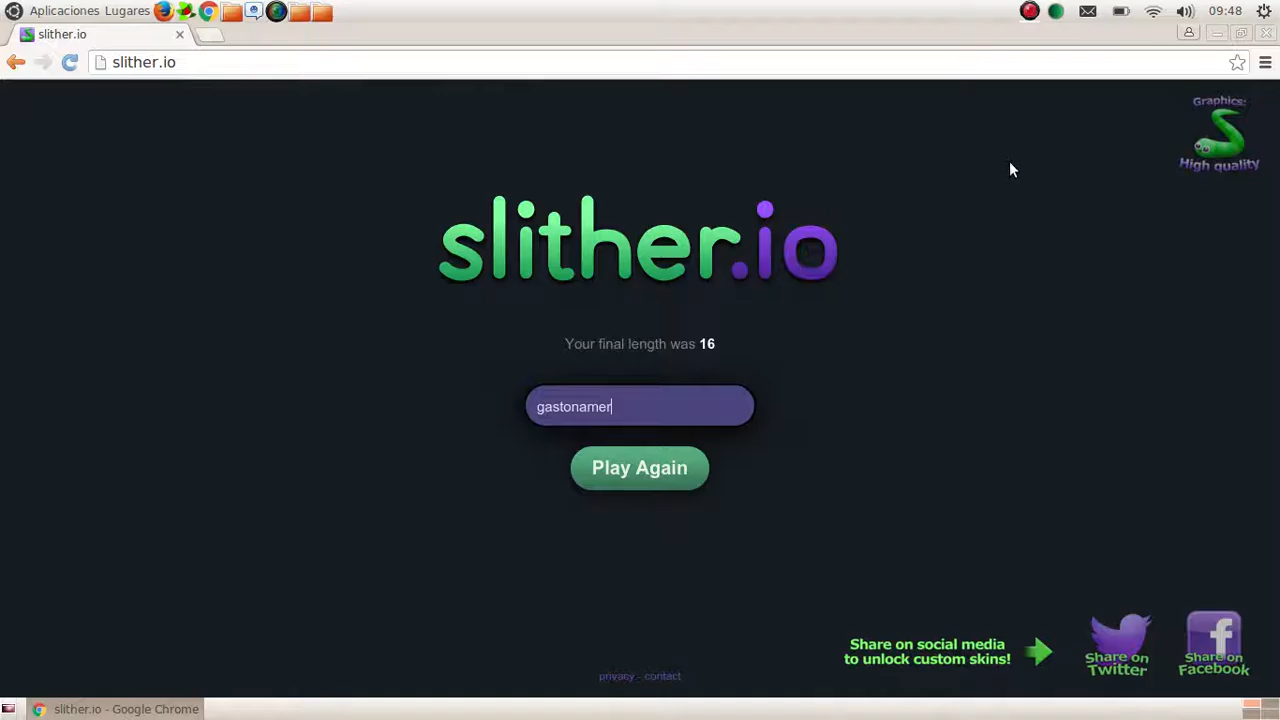 Aplicaciones Lugares
09:48
slither.io
slither.io
Graphics:
High quality
slither.io
Your final length was 16
gastonamer
Play Again
Share on social media
to unlock custom skins!
Share on
Twitter
Share on
Facebook
privacy - contact
slither.io - Google Chrome